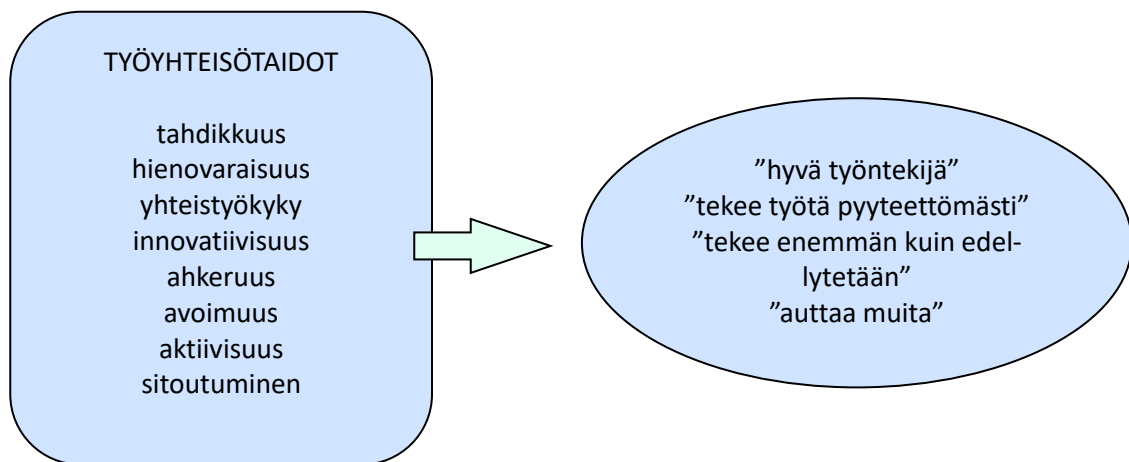 TYÖYHTEISÖTAIDOT
tahdikkuus
hienovaraisuus
yhteistyökyky
innovatiivisuus
ahkeruus
avoimuus
aktiivisuus
sitoutuminen
”hyvä työntekijä”
”tekee työtä pyyteettömästi”
”tekee enemmän kuin edel-
lytetään”
”auttaa muita”